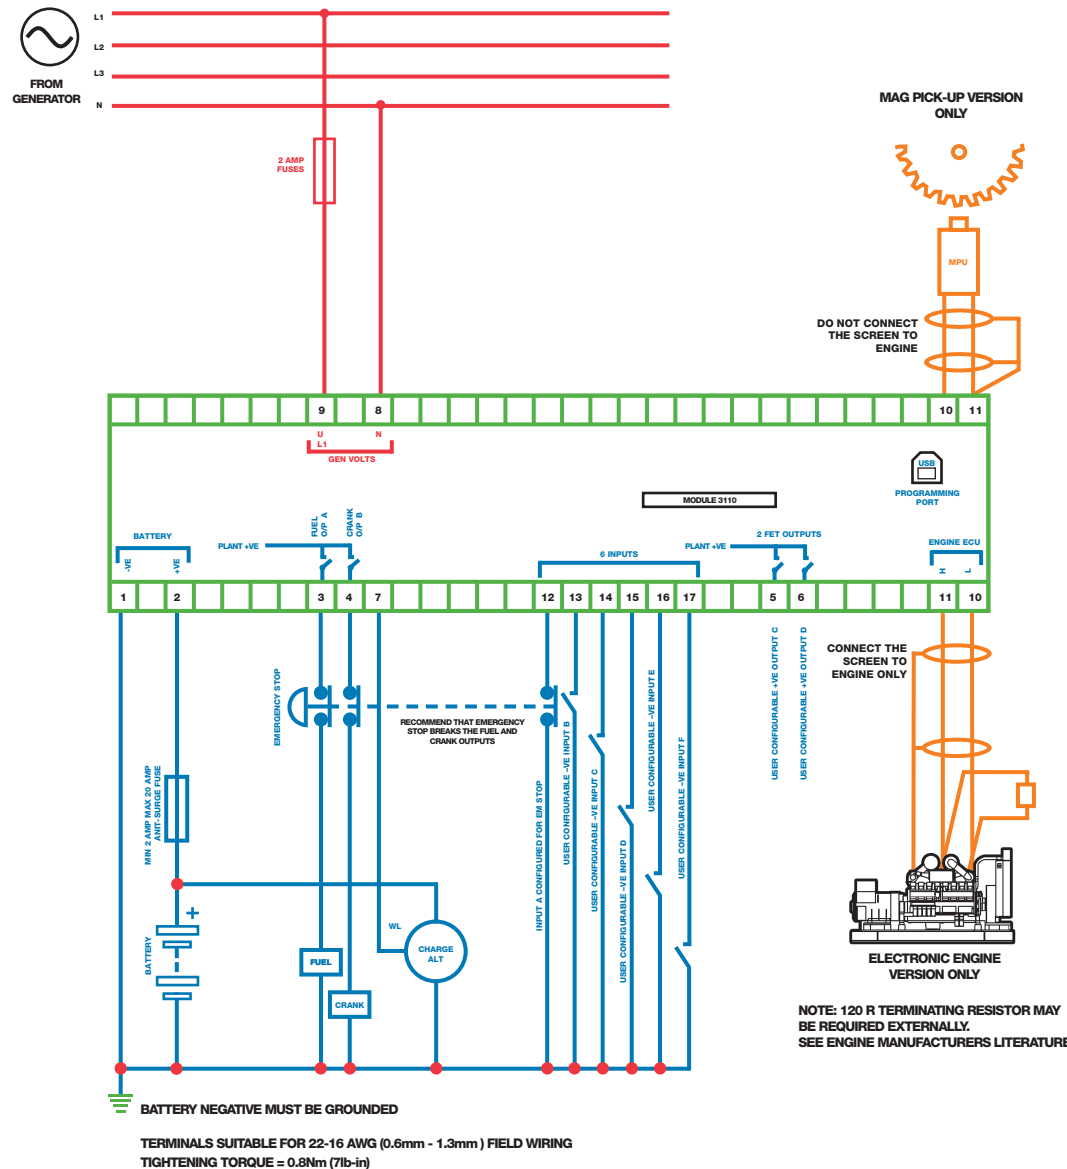 L1
L2
L3
N
FROM
GENERATOR
2 AMP
FUSES
MAG PICK-UP VERSION
ONLY
MPU
DO NOT CONNECT
THE SCREEN TO
ENGINE
9
8
10
11
U
L1
N
GEN VOLTS
USB
PROGRAMMING
PORT
MODULE 3110
BATTERY
-VE
+VE
PLANT +VE
FUEL
O/P A
CRANK
O/P B
6 INPUTS
PLANT +VE
2 FET OUTPUTS
ENGINE ECU
H
L
1
2
3
4
7
12
13
14
15
16
17
5
6
11
10
EMERGENCY STOP
RECOMMEND THAT EMERGENCY
STOP BREAKS THE FUEL AND
CRANK OUTPUTS
MIN 2 AMP MAX 20 AMP
ANIT-SURGE FUSE
+
BATTERY
FUEL
CRANK
WL
CHARGE
ALT
INPUT A CONFIGURED FOR EM STOP
USER CONFIGURABLE –VE INPUT B
USER CONFIGURABLE –VE INPUT C
USER CONFIGURABLE –VE INPUT D
USER CONFIGURABLE –VE INPUT E
USER CONFIGURABLE –VE INPUT F
USER CONFIGURABLE +VE OUTPUT C
USER CONFIGURABLE +VE OUTPUT D
CONNECT THE
SCREEN TO
ENGINE ONLY
ELECTRONIC ENGINE
VERSION ONLY
NOTE: 120 R TERMINATING RESISTOR MAY
BE REQUIRED EXTERNALLY.
SEE ENGINE MANUFACTURERS LITERATURE
BATTERY NEGATIVE MUST BE GROUNDED
TERMINALS SUITABLE FOR 22-16 AWG (0.6mm - 1.3mm ) FIELD WIRING
TIGHTENING TORQUE = 0.8Nm (7lb-in)